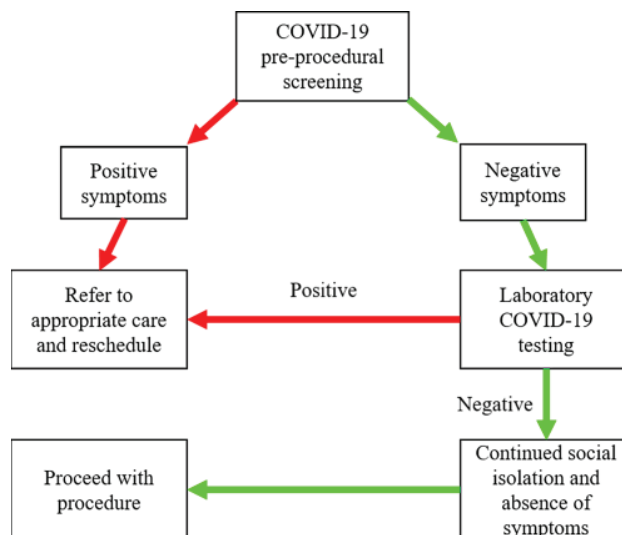 COVID-19
pre-procedural
screening
Positive
symptoms
Negative
symptoms
Refer to
appropriate care
and reschedule
Positive
Laboratory
COVID-19
testing
Negative
Proceed with
procedure
Continued social
isolation and
absence of
symptoms